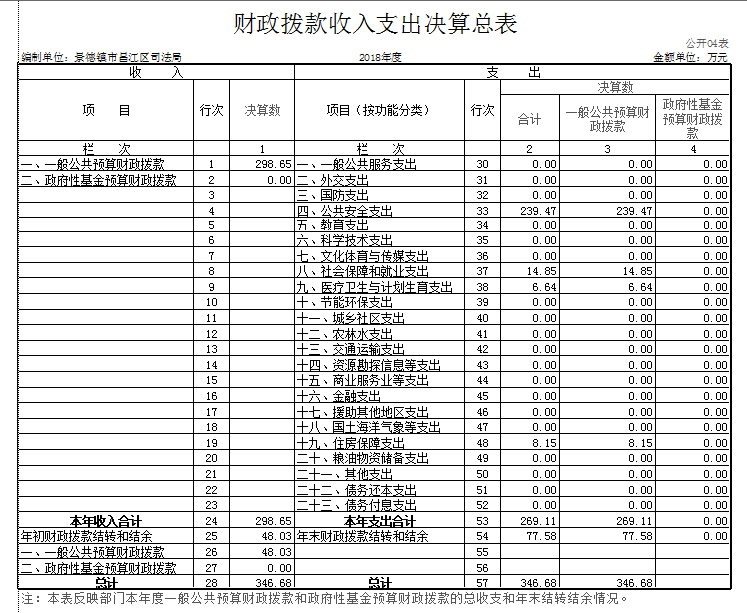 财政拨款收入支出决算总表
公开04表
编制单位：景德镇市昌江区司法局 2018年度 金额单位：万元
收 入 支 出
项 目 行次 决算数 项目（按功能分类） 行次 决算数
合计 一般公共预算财政拨款 政府性基金预算财政拨款
栏 次 1 栏 次 2 3 4
一、一般公共预算财政拨款 1 298.65 一、一般公共服务支出 30 0.00 0.00 0.00
二、政府性基金预算财政拨款 2 0.00 二、外交支出 31 0.00 0.00 0.00
3 三、国防支出 32 0.00 0.00 0.00
4 四、公共安全支出 33 239.47 239.47 0.00
5 五、教育支出 34 0.00 0.00 0.00
6 六、科学技术支出 35 0.00 0.00 0.00
7 七、文化体育与传媒支出 36 0.00 0.00 0.00
8 八、社会保障和就业支出 37 14.85 14.85 0.00
9 九、医疗卫生与计划生育支出 38 6.64 6.64 0.00
10 十、节能环保支出 39 0.00 0.00 0.00
11 十一、城乡社区支出 40 0.00 0.00 0.00
12 十二、农林水支出 41 0.00 0.00 0.00
13 十三、交通运输支出 42 0.00 0.00 0.00
14 十四、资源勘探信息等支出 43 0.00 0.00 0.00
15 十五、商业服务业等支出 44 0.00 0.00 0.00
16 十六、金融支出 45 0.00 0.00 0.00
17 十七、援助其他地区支出 46 0.00 0.00 0.00
18 十八、国土海洋气象等支出 47 0.00 0.00 0.00
19 十九、住房保障支出 48 8.15 8.15 0.00
20 二十、粮油物资储备支出 49 0.00 0.00 0.00
21 二十一、其他支出 50 0.00 0.00 0.00
22 二十二、债务还本支出 51 0.00 0.00 0.00
23 二十三、债务付息支出 52 0.00 0.00 0.00
本年收入合计 24 298.65 本年支出合计 53 269.11 269.11 0.00
年初财政拨款结转和结余 25 48.03 年末财政拨款结转和结余 54 77.58 77.58 0.00
一、一般公共预算财政拨款 26 48.03 55
二、政府性基金预算财政拨款 27 0.00 56
总计 28 346.68 总计 57 346.68 346.68 0.00
注：本表反映部门本年度一般公共预算财政拨款和政府性基金预算财政拨款的总收支和年末结转结余情况。